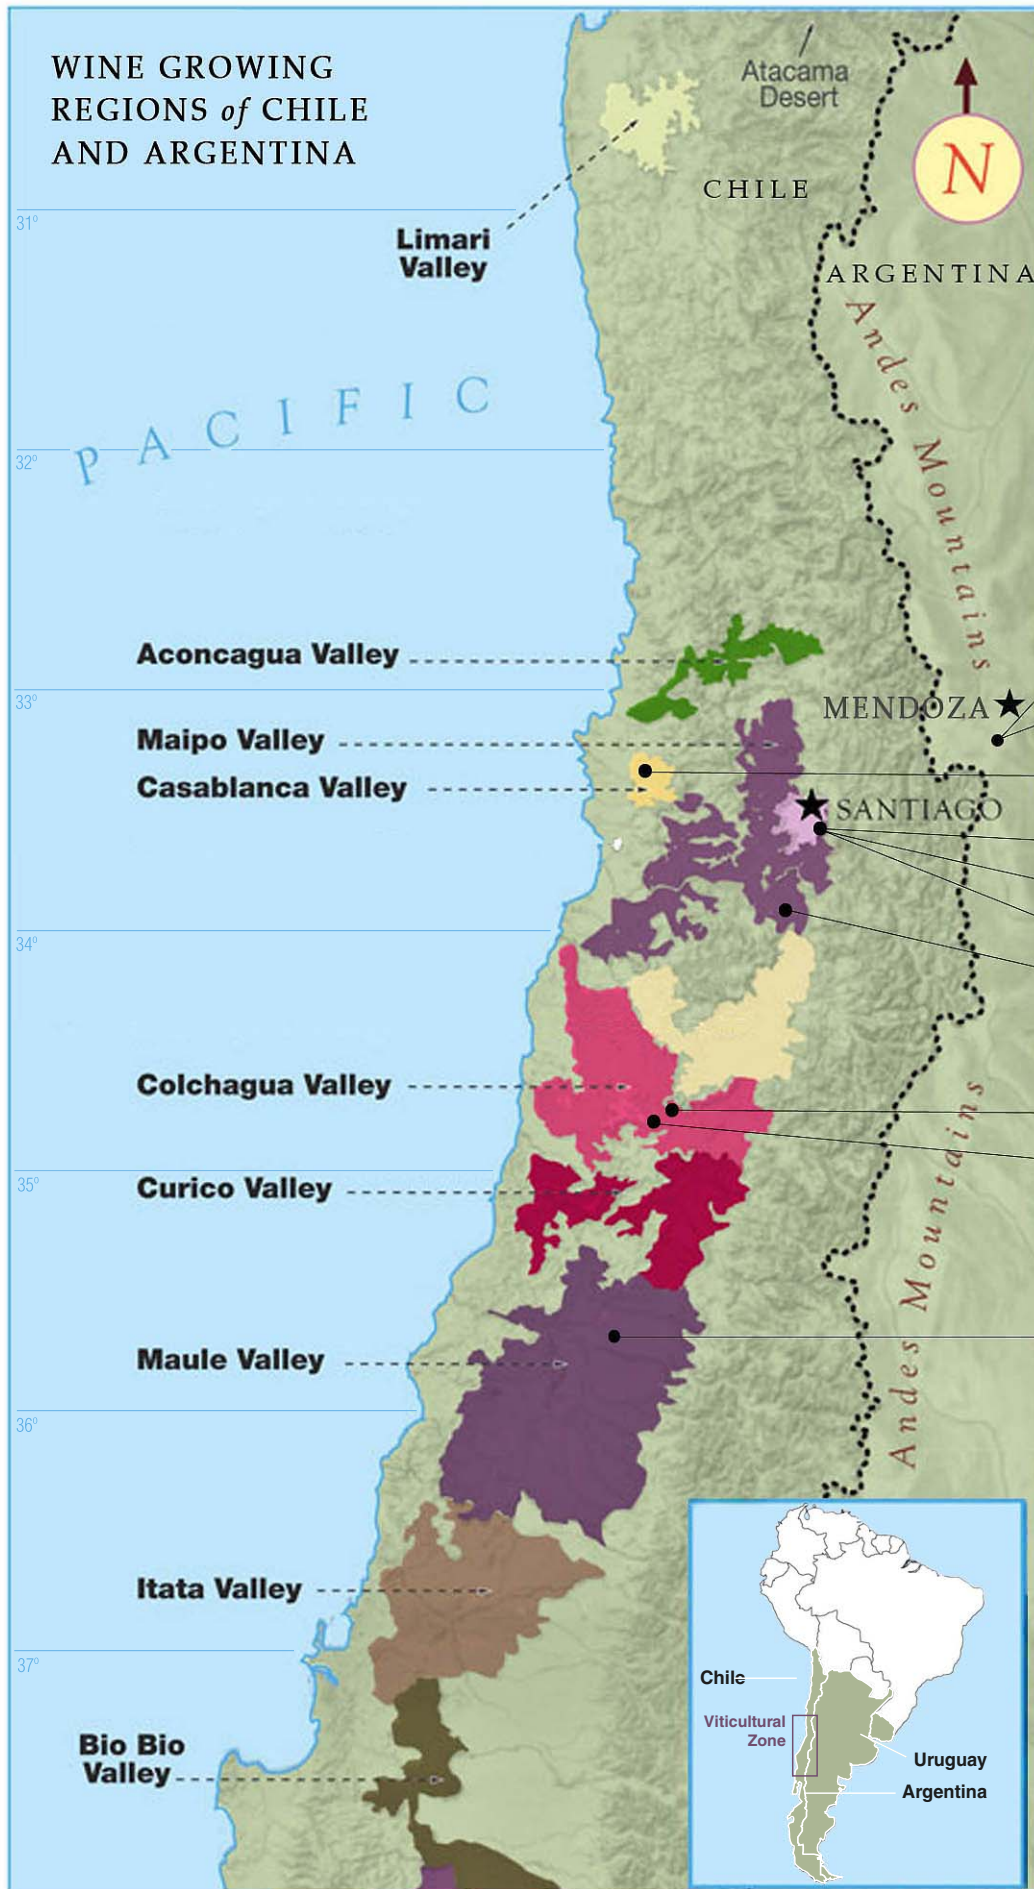 WINE GROWING
REGIONS of CHILE
AND ARGENTINA
Atacama
Desert
N
CHILE
31°
Limari
Valley
ARGENTINA
Andes Mountains
PACIFIC
32°
Aconcagua Valley
33°
MENDOZA
Maipo Valley
Casablanca Valley
SANTIAGO
34°
Colchagua Valley
Andes Mountains
35°
Curico Valley
Maule Valley
36°
Itata Valley
37°
Chile
Viticultural
Zone
Bio Bio
Valley
Uruguay
Argentina